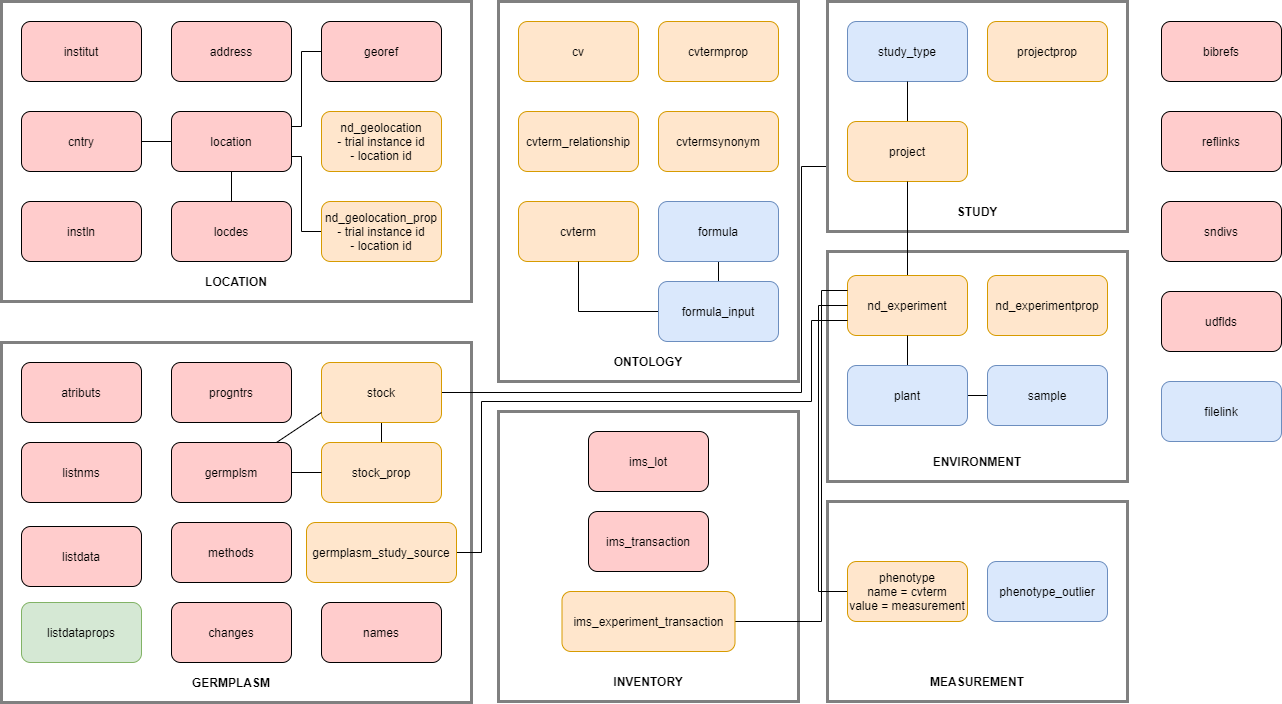 institut
address
georef
cntry
location
nd_geolocation
- trial instance id
- location id
instln
locdes
nd_geolocation_prop
- trial instance id
- location id
LOCATION
atributs
progntrs
stock
listnms
germplsm
stock_prop
listdata
methods
germplasm_study_source
listdataprops
changes
names
GERMPLASM
cv
cvtermprop
cvterm_relationship
cvtermsynonym
cvterm
formula
formula_input
ONTOLOGY
ims_lot
ims_transaction
ims_experiment_transaction
INVENTORY
study_type
projectprop
project
STUDY
nd_experiment
nd_experimentprop
plant
sample
ENVIRONMENT
phenotype
name = cvterm
value = measurement
phenotype_outlier
MEASUREMENT
bibrefs
reflinks
sndivs
udflds
filelink